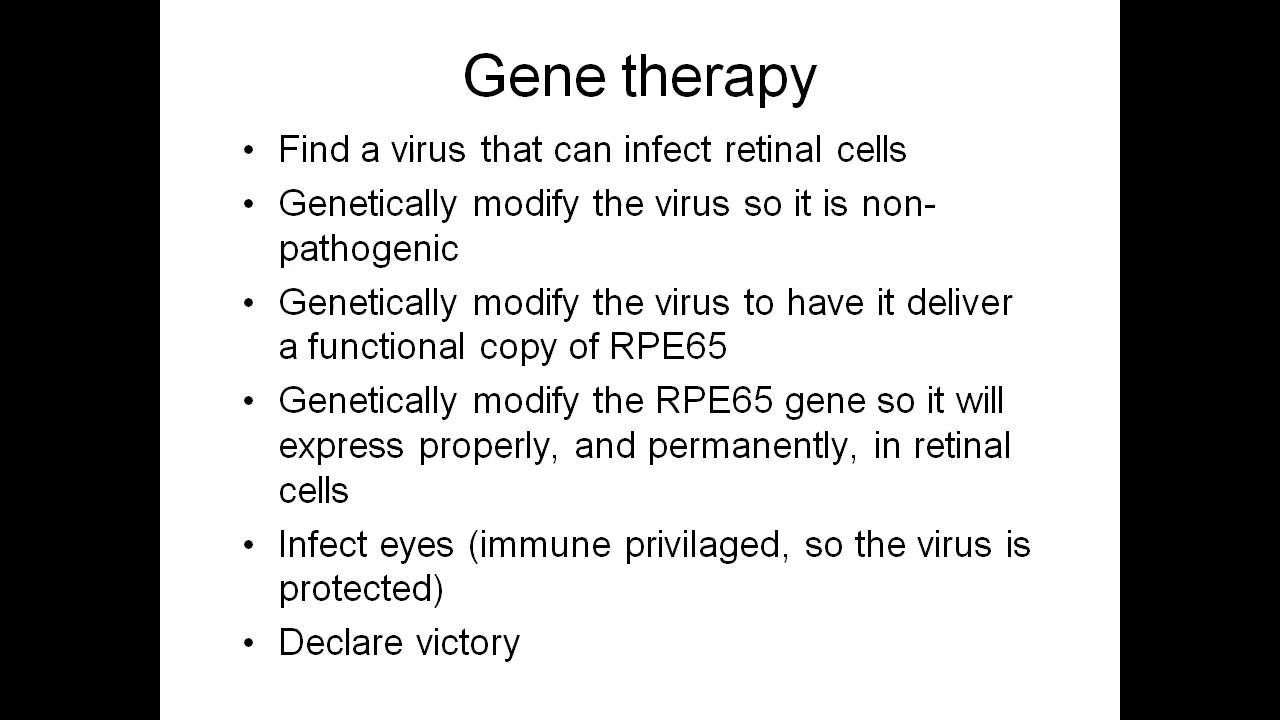 Gene therapy
• Find a virus that can infect retinal cells
• Genetically modify the virus so it is non-
pathogenic
• Genetically modify the virus to have it deliver
a functional copy of RPE65
• Genetically modify the RPE65 gene so it will
express properly, and permanently, in retinal
cells
• Infect eyes (immune privilaged, so the virus is
protected)
• Declare victory